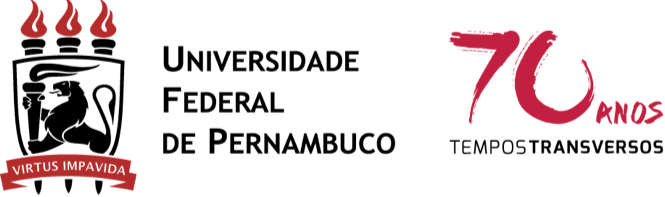 VIRTUS IMPAVIDA
UNIVERSIDADE
FEDERAL
DE PERNAMBUCO
70 ANOS
TEMPOSTRANSVERSOS